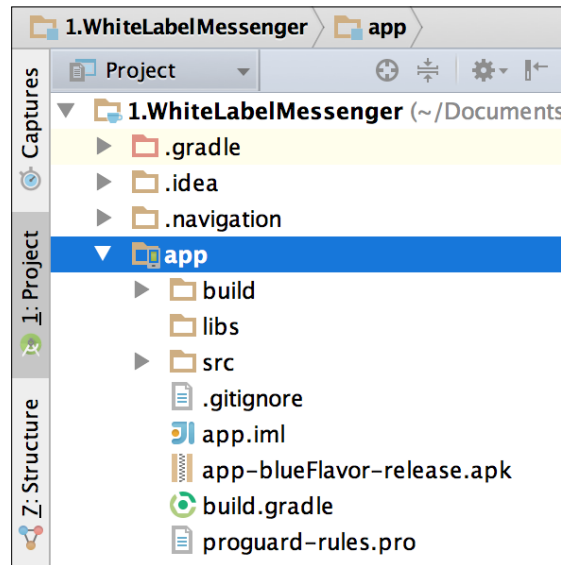 1.WhiteLabelMessenger app
Project
1.WhiteLabelMessenger (~/Documents
.gradle
.idea
.navigation
app
build
libs
src
.gitignore
app.iml
app-blueFlavor-release.apk
build.gradle
proguard-rules.pro
Captures
1: Project
7: Structure